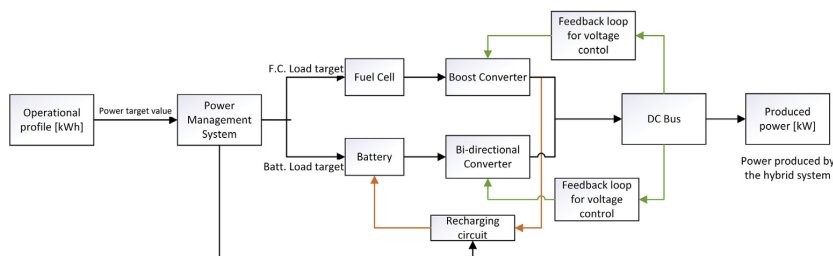 Operational
profile [kWh]
Power target value
Power
Management
System
F.C. Load target
Batt. Load target
Fuel Cell
Boost Converter
Battery
Bi-directional
Converter
Recharging
circuit
Feedback loop
for voltage
contol
Feedback loop
for voltage
control
DC Bus
Produced
power [kW]
Power produced by
the hybrid system